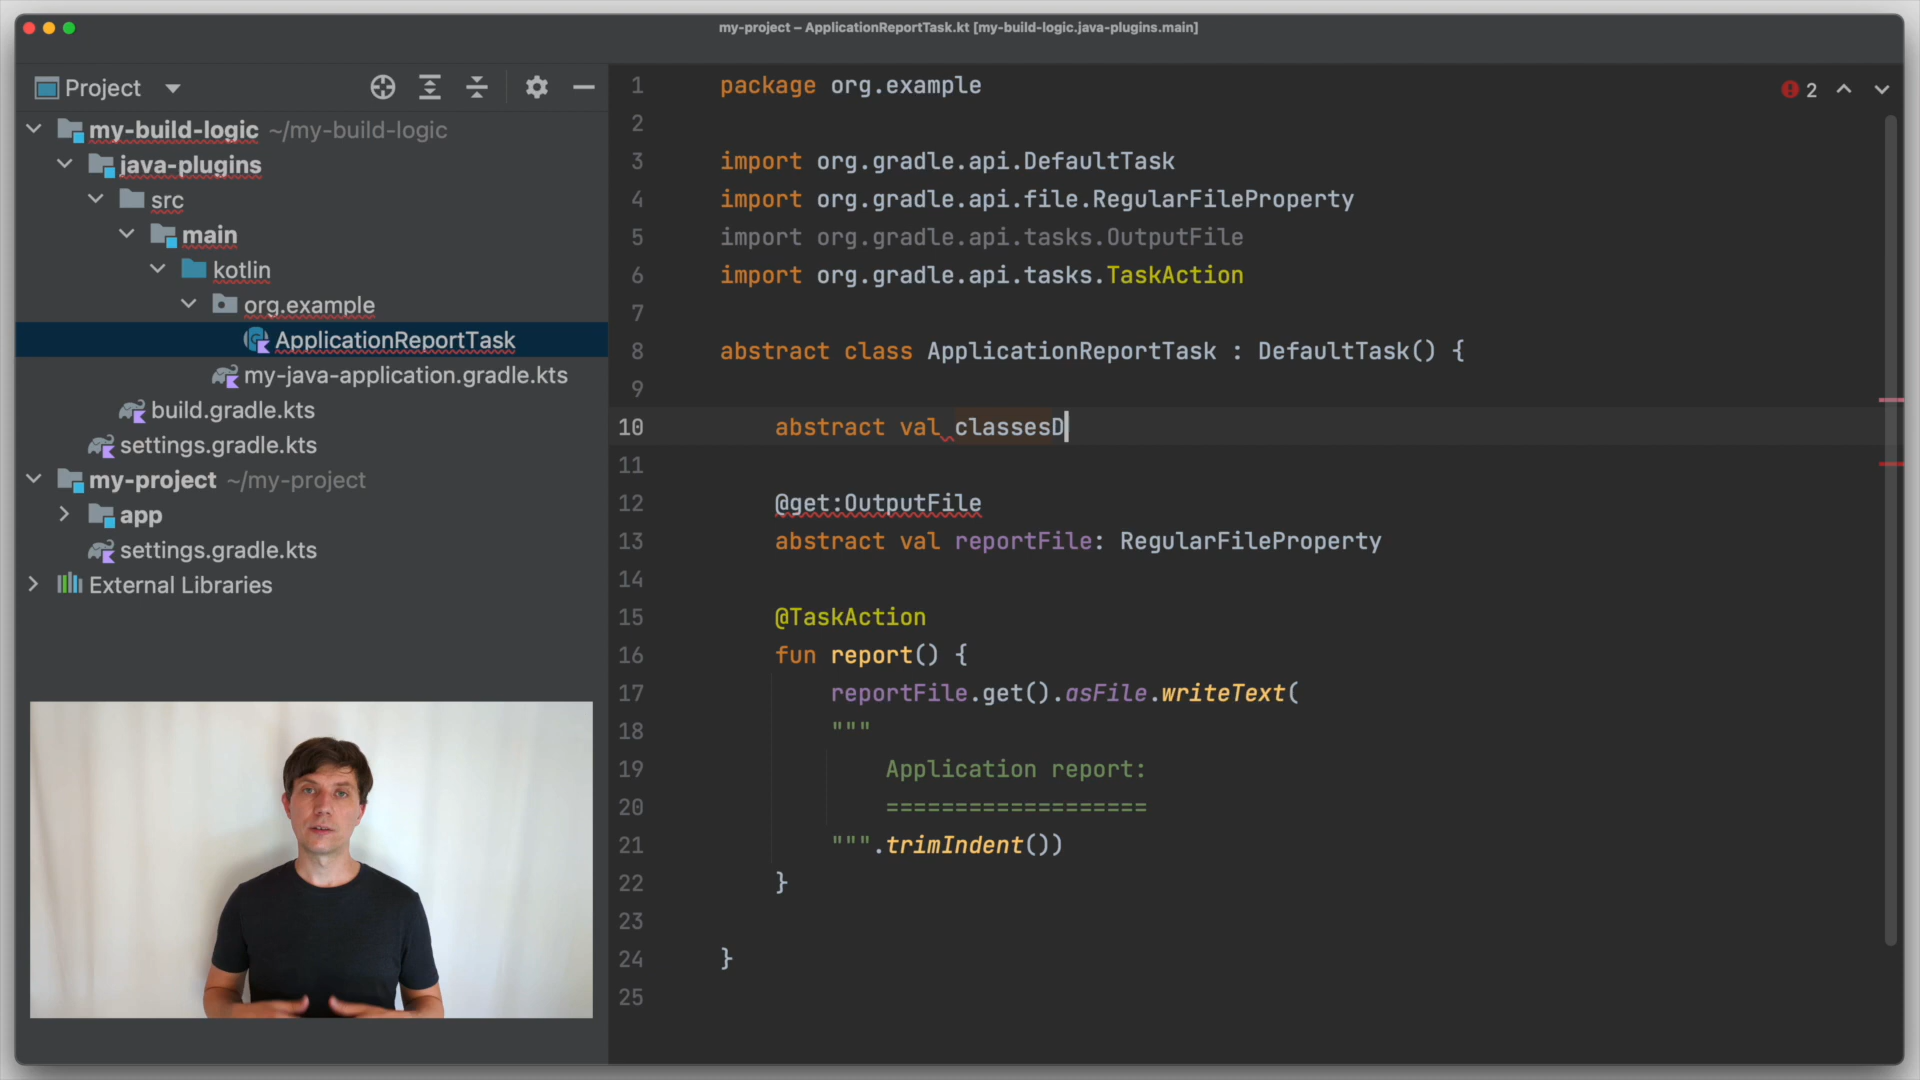 my-project – ApplicationReportTask.kt [my-build-logic.java-plugins.main]
Project
my-build-logic ~/my-build-logic
java-plugins
src
main
kotlin
org.example
ApplicationReportTask
my-java-application.gradle.kts
build.gradle.kts
settings.gradle.kts
my-project ~/my-project
app
settings.gradle.kts
External Libraries
2
1 package org.example
2
3 import org.gradle.api.DefaultTask
4 import org.gradle.api.file.RegularFileProperty
5 import org.gradle.api.tasks.OutputFile
6 import org.gradle.api.tasks.TaskAction
7
8 abstract class ApplicationReportTask : DefaultTask() {
9
10 abstract val classesD
11
12 @get:OutputFile
13 abstract val reportFile: RegularFileProperty
14
15 @TaskAction
16 fun report() {
17 reportFile.get().asFile.writeText(
18 """
19 Application report:
20 ===================
21 """.trimIndent())
22 }
23
24 }
25